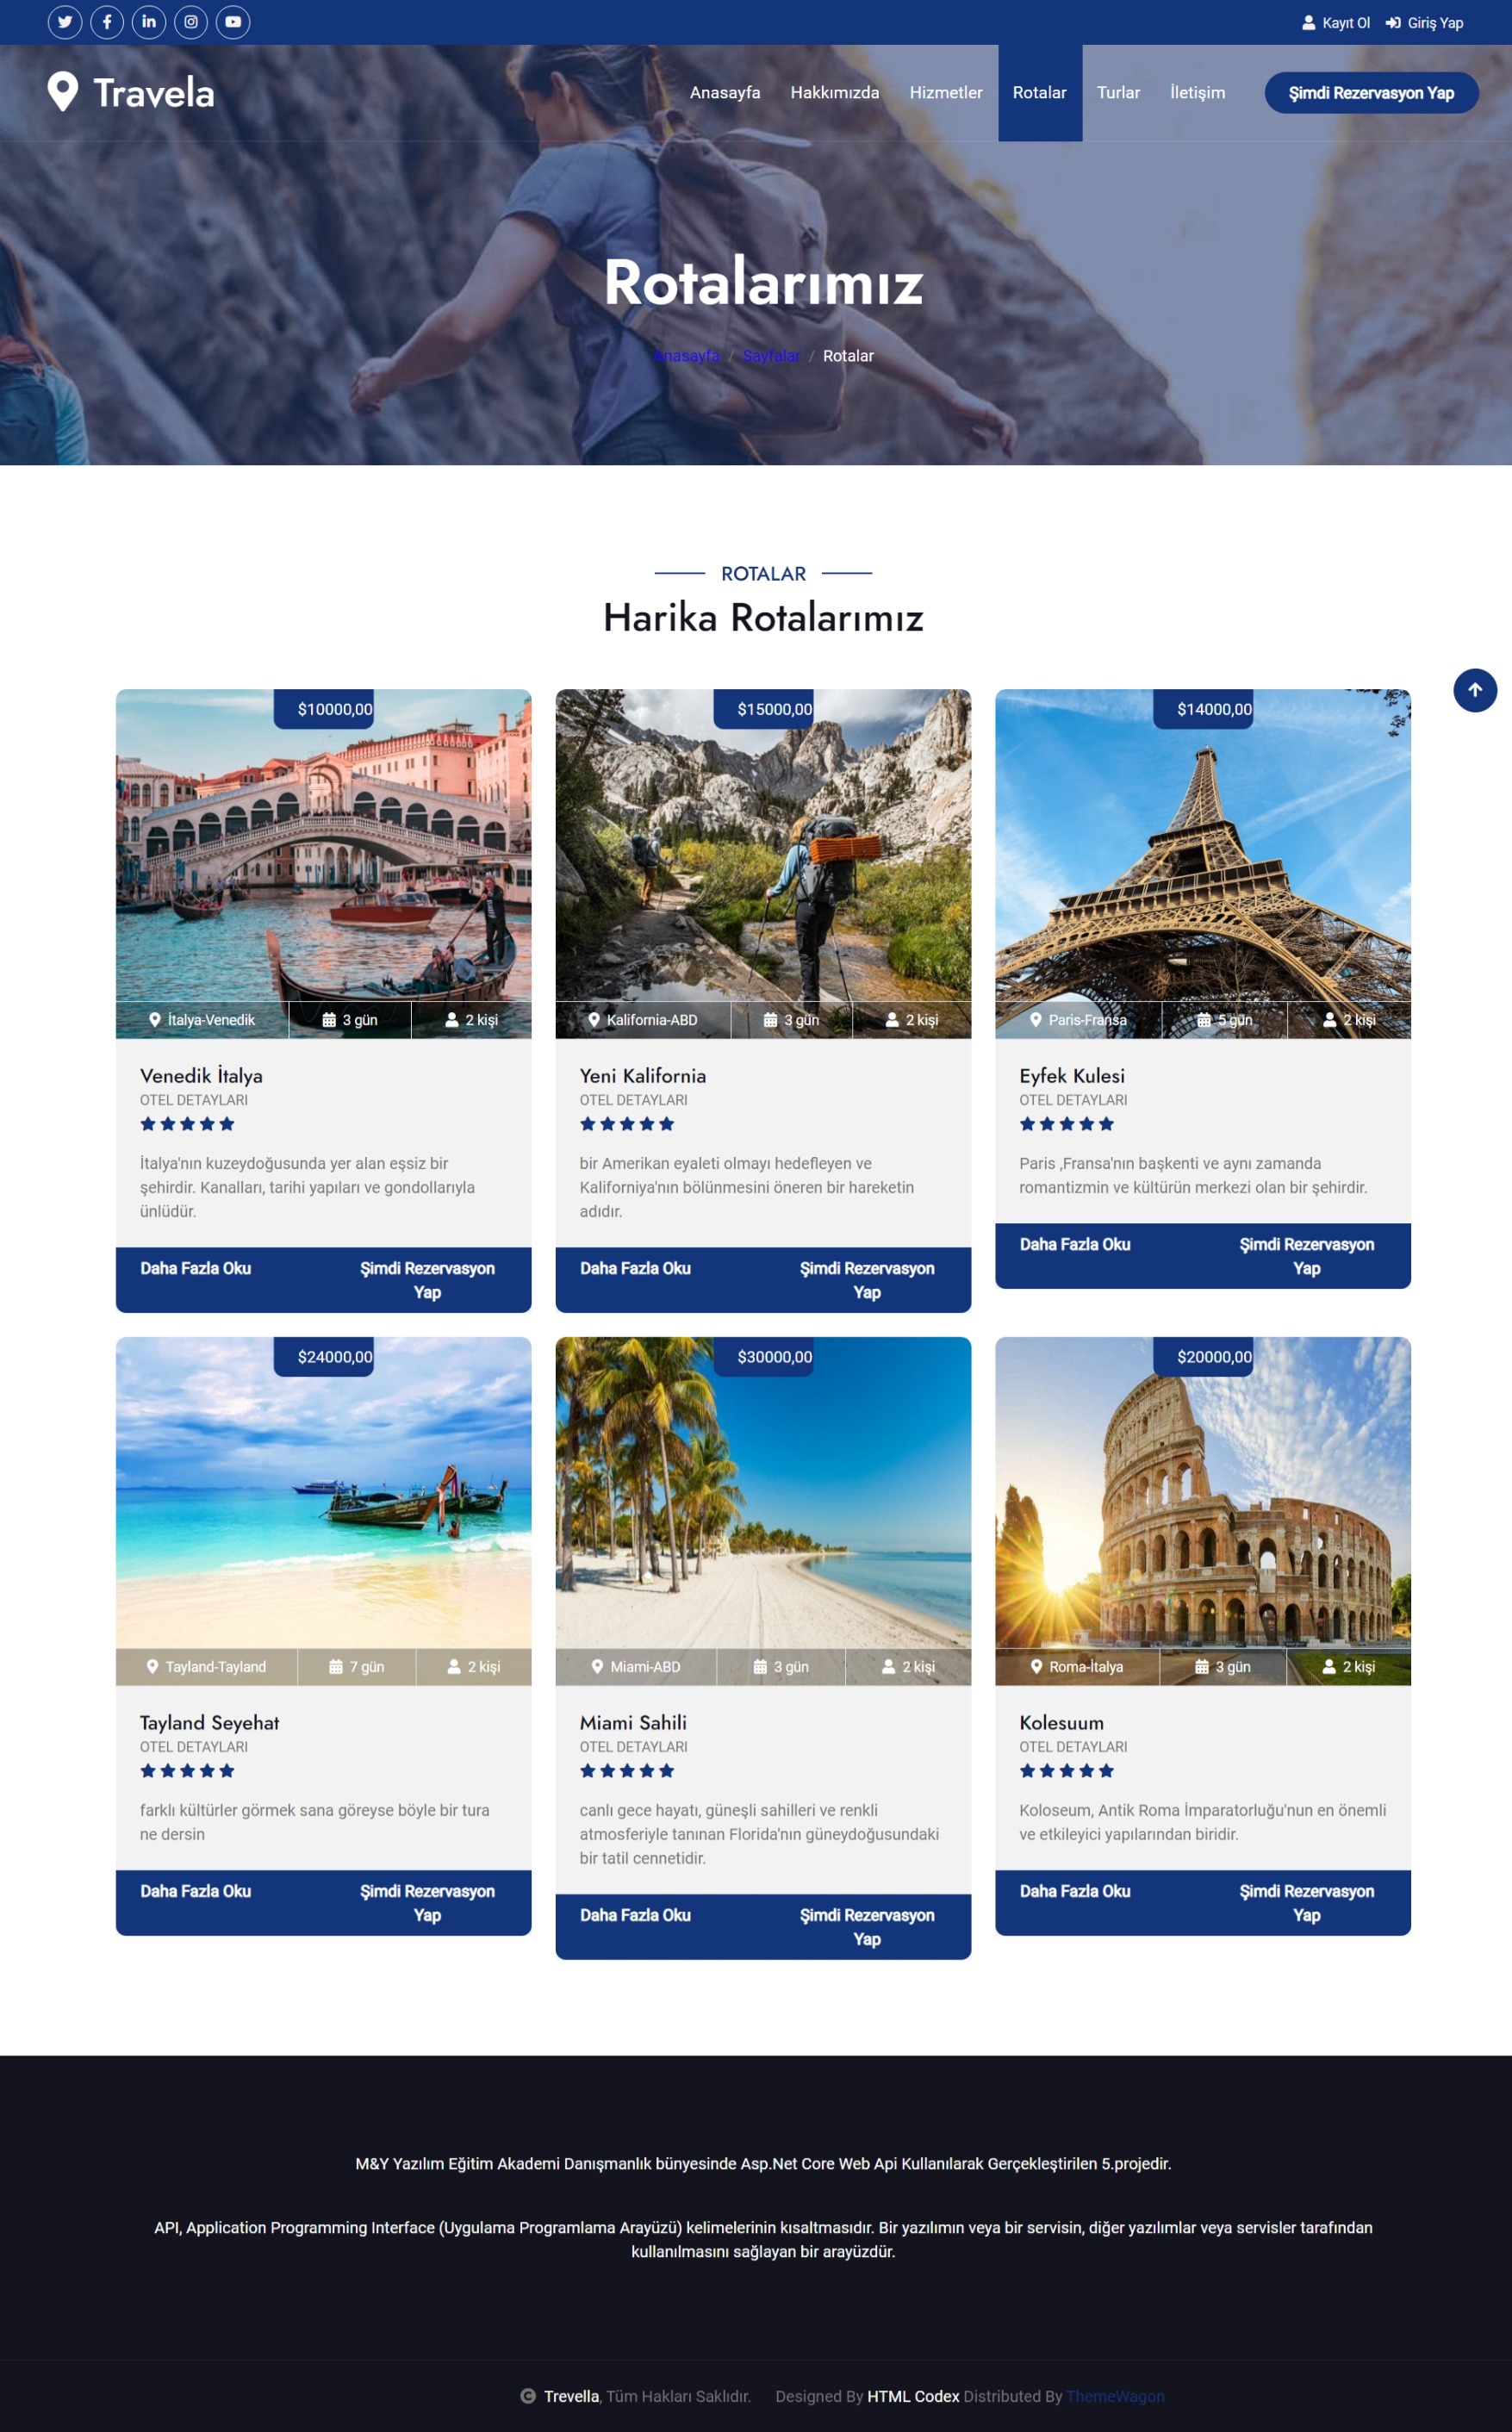 Kayıt Ol Giriş Yap
Travela
Anasayfa Hakkımızda Hizmetler Rotalar Turlar İletişim Şimdi Rezervasyon Yap
Rotalarımız
Anasayfa / Sayfalar / Rotalar
ROTALAR
Harika Rotalarımız
$10000,00
İtalya-Venedik 3 gün 2 kişi
Venedik İtalya
OTEL DETAYLARI
İtalya'nın kuzeydoğusunda yer alan eşsiz bir
şehirdir. Kanalları, tarihi yapıları ve gondollarıyla
ünlüdür.
Daha Fazla Oku
Şimdi Rezervasyon
Yap
$15000,00
Kalifornia-ABD 3 gün 2 kişi
Yeni Kalifornia
OTEL DETAYLARI
bir Amerikan eyaleti olmayı hedefleyen ve
Kaliforniya'nın bölünmesini öneren bir hareketin
adıdır.
Daha Fazla Oku
Şimdi Rezervasyon
Yap
$14000,00
Paris-Fransa 5 gün 2 kişi
Eyfek Kulesi
OTEL DETAYLARI
Paris ,Fransa'nın başkenti ve aynı zamanda
romantizmin ve kültürün merkezi olan bir şehirdir.
Daha Fazla Oku
Şimdi Rezervasyon
Yap
$24000,00
Tayland-Tayland 7 gün 2 kişi
Tayland Seyehat
OTEL DETAYLARI
farklı kültürler görmek sana göreyse böyle bir tura
ne dersin
Daha Fazla Oku
Şimdi Rezervasyon
Yap
$30000,00
Miami-ABD 3 gün 2 kişi
Miami Sahili
OTEL DETAYLARI
canlı gece hayatı, güneşli sahilleri ve renkli
atmosferiyle tanınan Florida'nın güneydoğusundaki
bir tatil cennetidir.
Daha Fazla Oku
Şimdi Rezervasyon
Yap
$20000,00
Roma-İtalya 3 gün 2 kişi
Kolesuum
OTEL DETAYLARI
Koloseum, Antik Roma İmparatorluğu'nun en önemli
ve etkileyici yapılarından biridir.
Daha Fazla Oku
Şimdi Rezervasyon
Yap
M&Y Yazılım Eğitim Akademi Danışmanlık bünyesinde Asp.Net Core Web Api Kullanılarak Gerçekleştirilen 5.projedir.
API, Application Programming Interface (Uygulama Programlama Arayüzü) kelimelerinin kısaltmasıdır. Bir yazılımın veya bir servisin, diğer yazılımlar veya servisler tarafından
kullanılmasını sağlayan bir arayüzdür.
Trevella, Tüm Hakları Saklıdır. Designed By HTML Codex Distributed By ThemeWagon